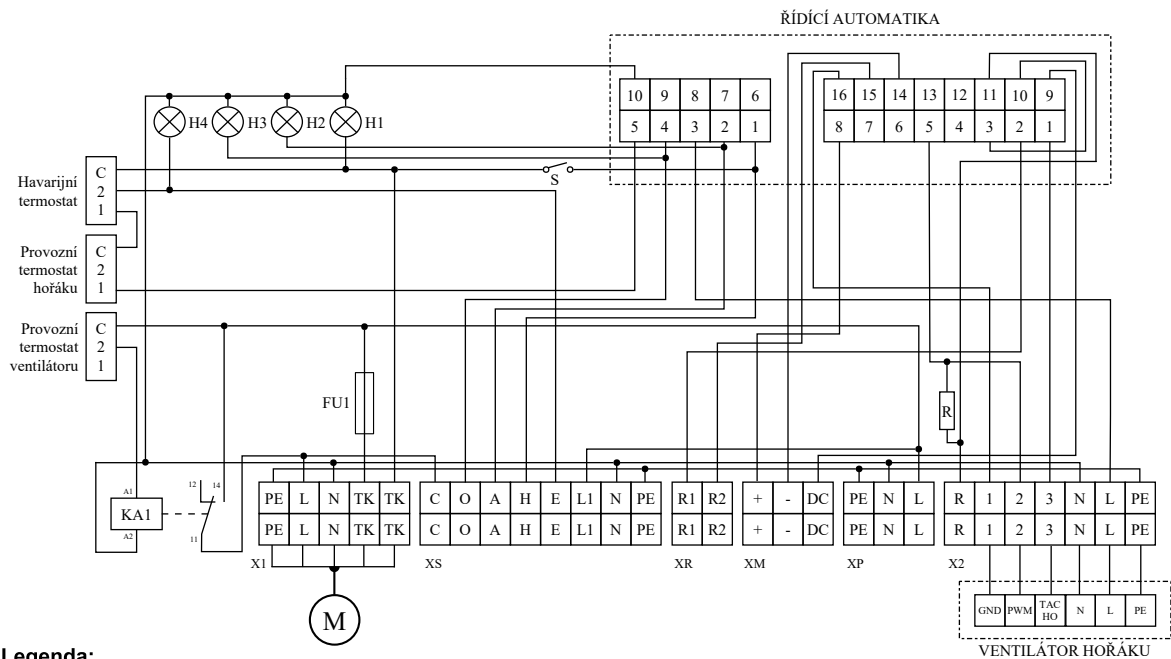 ŘÍDÍCÍ AUTOMATIKA
10 9 8 7 6
5 4 3 2 1
16 15 14 13 12 11 10 9
8 7 6 5 4 3 2 1
H4 H3 H2 H1
S
Havarijní
termostat
C
2
1
Provozní
termostat
hořáku
C
2
1
Provozní
termostat
ventilátoru
C
2
1
FU1
R
A1
KA1
A2
12 14
11
PE L N TK TK
PE L N TK TK
X1
C O A H E L1 N PE
C O A H E L1 N PE
XS
R1 R2
R1 R2
XR
+ - DC
+ - DC
XM
PE N L
PE N L
XP
R 1 2 3 N L PE
R 1 2 3 N L PE
X2
M
GND PWM TAC HO N L PE
VENTILÁTOR HOŘÁKU
Legenda: